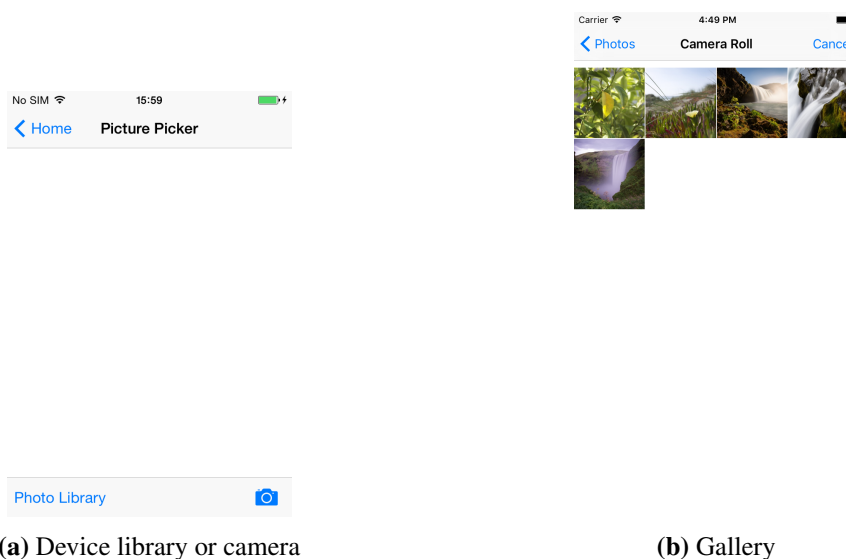 No SIM 15:59
Home Picture Picker
Photo Library
(a) Device library or camera
Carrier 4:49 PM
Photos Camera Roll Cance
(b) Gallery